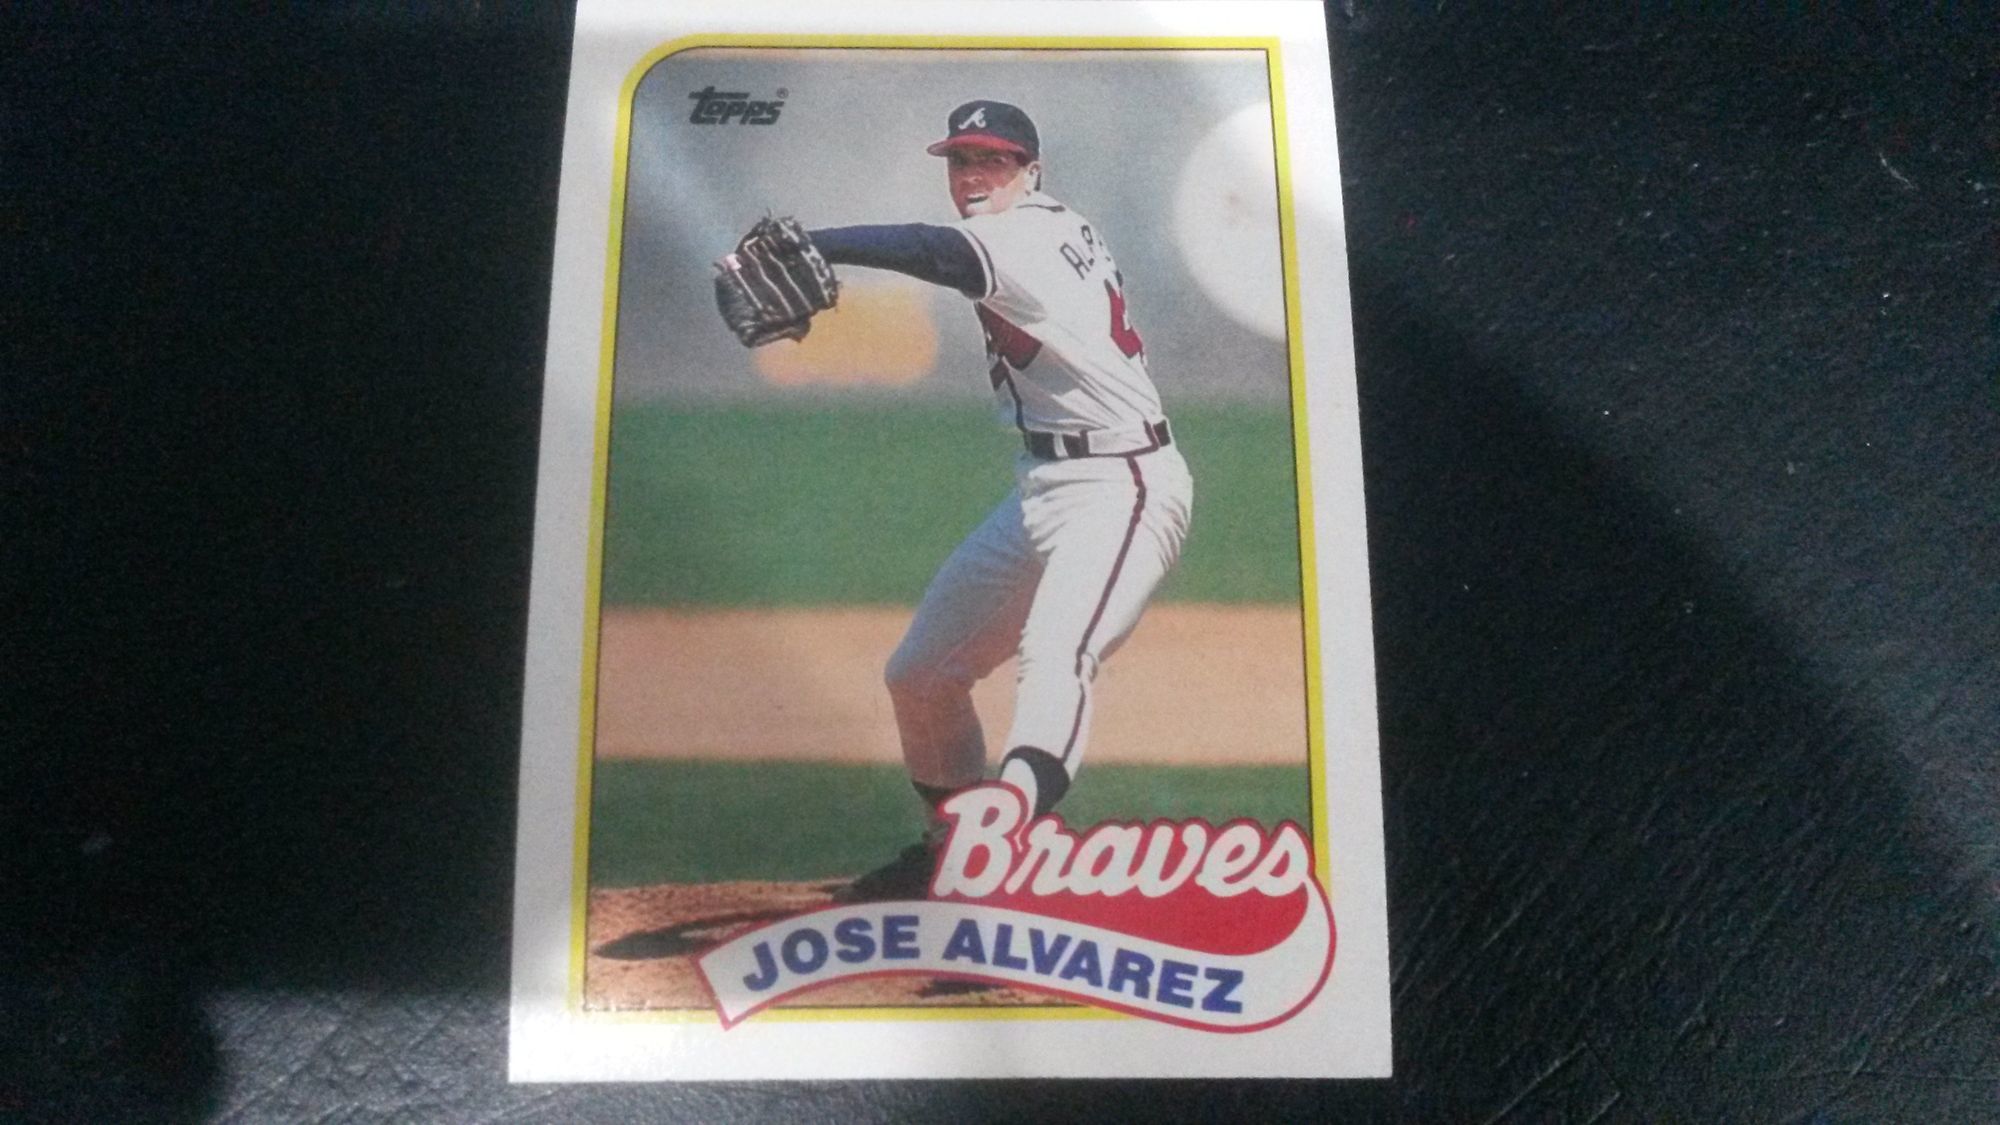 topps®
A
Braves
JOSE ALVAREZ